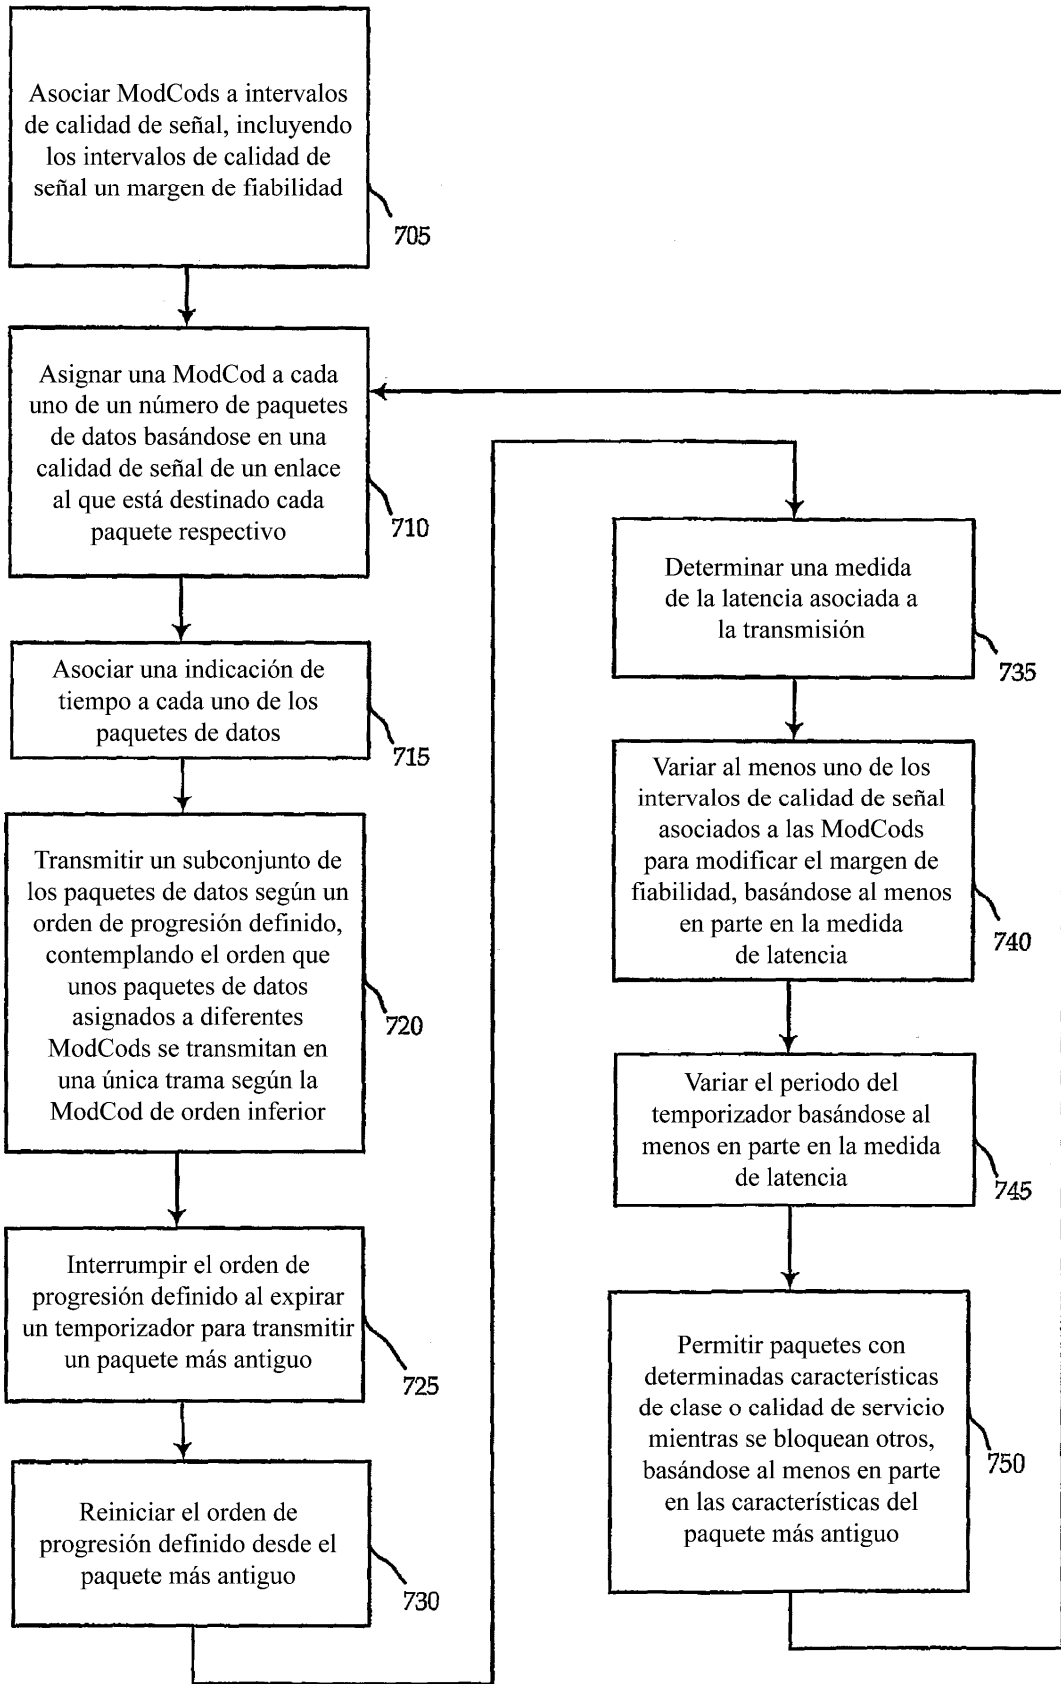 Asociar ModCods a intervalos
de calidad de señal, incluyendo
los intervalos de calidad de
señal un margen de fiabilidad
705
Asignar una ModCod a cada
uno de un número de paquetes
de datos basándose en una
calidad de señal de un enlace
al que está destinado cada
paquete respectivo
710
Asociar una indicación de
tiempo a cada uno de los
paquetes de datos
715
Transmitir un subconjunto de
los paquetes de datos según un
orden de progresión definido,
contemplando el orden que
unos paquetes de datos
asignados a diferentes
ModCods se transmitan en
una única trama según la
ModCod de orden inferior
720
Interrumpir el orden de
progresión definido al expirar
un temporizador para transmitir
un paquete más antiguo
725
Reiniciar el orden de
progresión definido desde el
paquete más antiguo
730
Determinar una medida
de la latencia asociada a
la transmisión
735
Variar al menos uno de los
intervalos de calidad de señal
asociados a las ModCods
para modificar el margen de
fiabilidad, basándose al menos
en parte en la medida
de latencia
740
Variar el periodo del
temporizador basándose al
menos en parte en la medida
de latencia
745
Permitir paquetes con
determinadas características
de clase o calidad de servicio
mientras se bloquean otros,
basándose al menos en parte
en las características del
paquete más antiguo
750